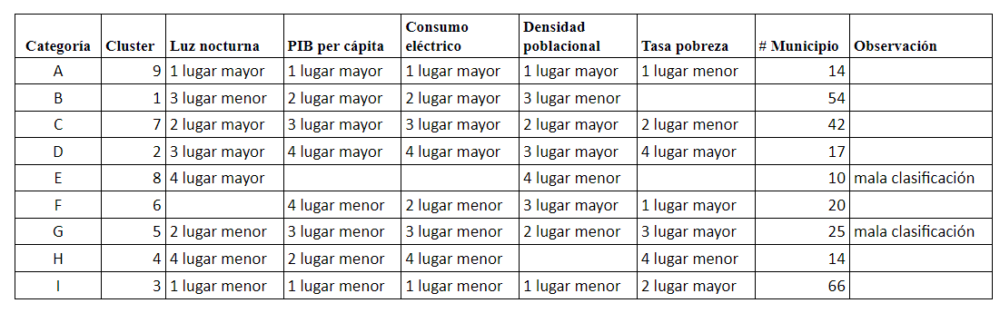 Categoría Cluster Luz nocturna PIB per cápita Consumo eléctrico Densidad poblacional Tasa pobreza # Municipio Observación
A 9 1 lugar mayor 1 lugar mayor 1 lugar mayor 1 lugar mayor 1 lugar menor 14
B 1 3 lugar menor 2 lugar mayor 2 lugar mayor 3 lugar menor 54
C 7 2 lugar mayor 3 lugar mayor 3 lugar mayor 2 lugar mayor 2 lugar menor 42
D 2 3 lugar mayor 4 lugar mayor 4 lugar mayor 3 lugar mayor 4 lugar mayor 17
E 8 4 lugar mayor 4 lugar menor 10 mala clasificación
F 6 4 lugar menor 2 lugar menor 3 lugar mayor 1 lugar mayor 20
G 5 2 lugar menor 3 lugar menor 3 lugar menor 2 lugar menor 3 lugar mayor 25 mala clasificación
H 4 4 lugar menor 2 lugar menor 4 lugar menor 4 lugar menor 14
I 3 1 lugar menor 1 lugar menor 1 lugar menor 1 lugar menor 2 lugar mayor 66